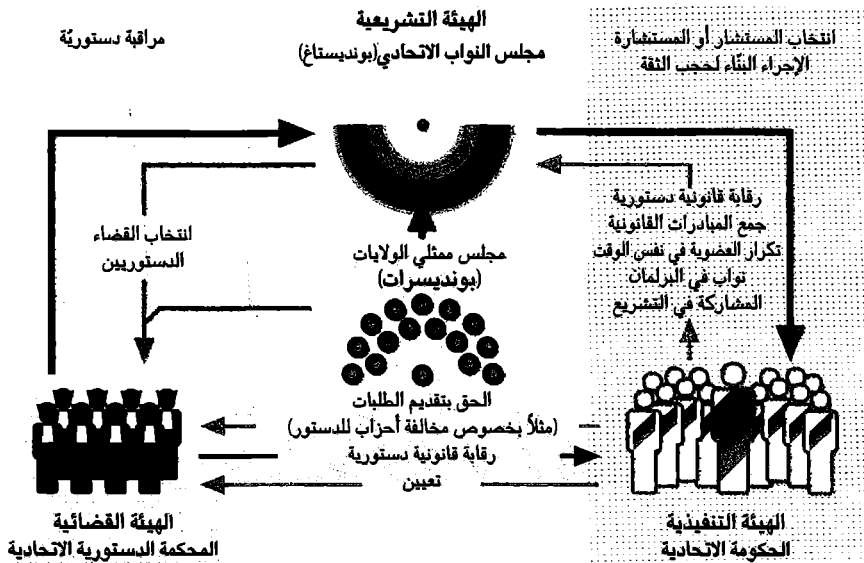 الهيئة التشريعية
مجلس النواب الاتحادي(بونديستاغ)
انتخاب المستشار أو المستشارة
الإجراء البنّاء لحجب الثقة
مراقبة دستوريّة
رقابة قانونية دستورية
جمع المبادرات القانونية
تكرار العضوية في نفس الوقت
نواب في البرلمان
المشاركة في التشريع
انتخاب القضاء
الدستوريين
مجلس ممثلي الولايات
(بونديسرات)
الحق بتقديم الطلبات
(مثلاً بخصوص مخالفة أحزاب للدستور)
رقابة قانونية دستورية
تعيين
الهيئة التنفيذية
الحكومة الاتحادية
الهيئة القضائية
المحكمة الدستورية الاتحادية